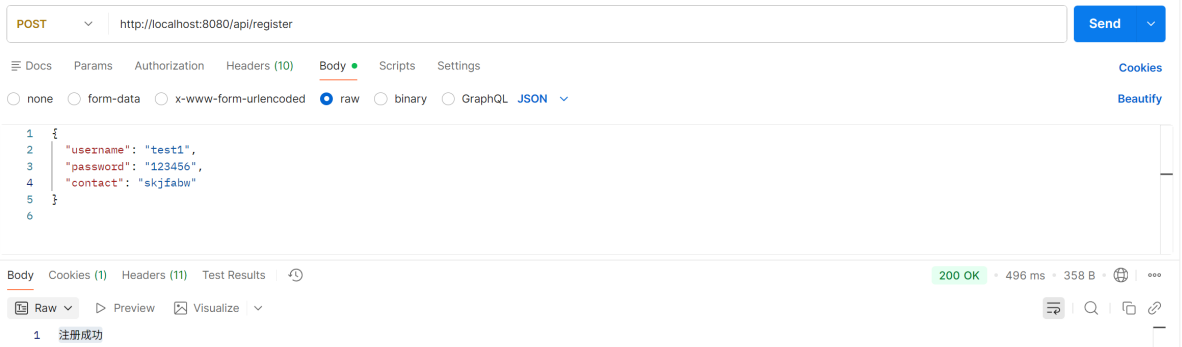 POST http://localhost:8080/api/register Send
Docs Params Authorization Headers (10) Body Scripts Settings Cookies
none form-data x-www-form-urlencoded raw binary GraphQL JSON Beautify
1 {
2 "username": "test1",
3 "password": "123456",
4 "contact": "skjfabw"
5 }
6
Body Cookies (1) Headers (11) Test Results 200 OK • 496 ms • 358 B •
Raw Preview Visualize
1 注册成功